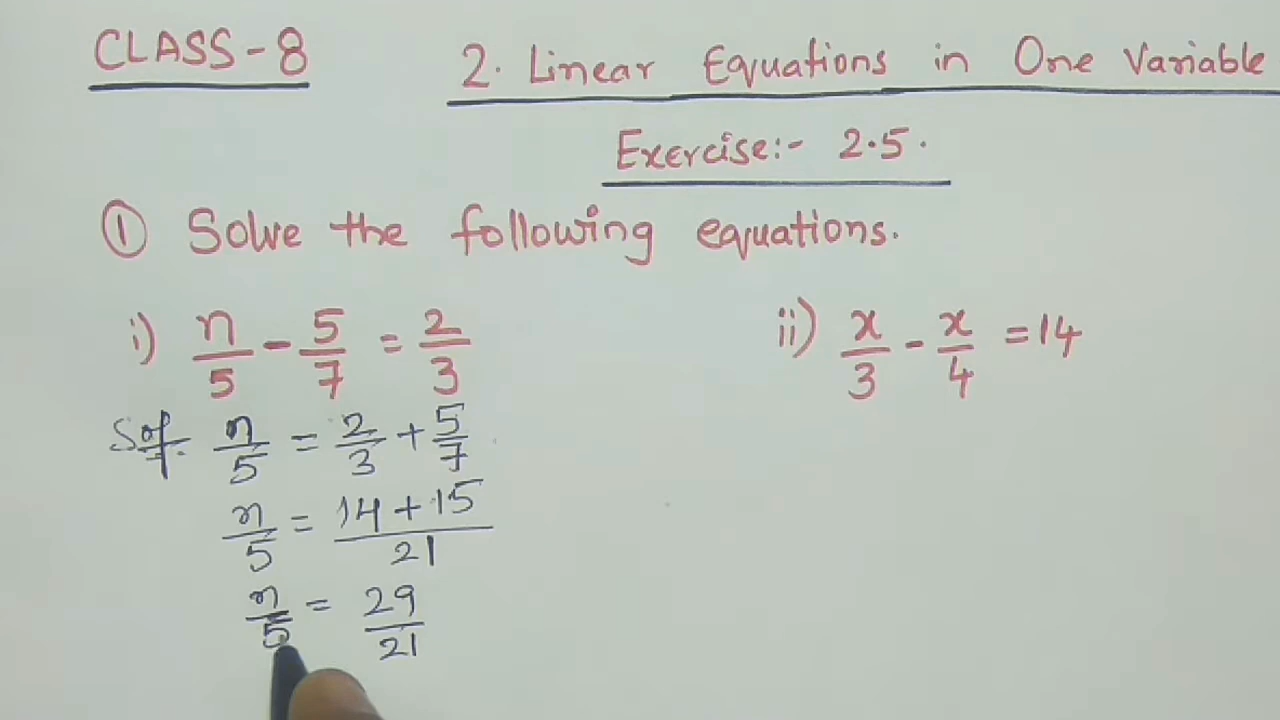 CLASS-8
2. Linear Equations in One Variable
Exercise:- 2.5.
① Solve the following equations.
i) n/5 - 5/7 = 2/3
ii) x/3 - x/4 = 14
Sol. n/5 = 2/3 + 5/7
n/5 = 14+15/21
n/5 = 29/21